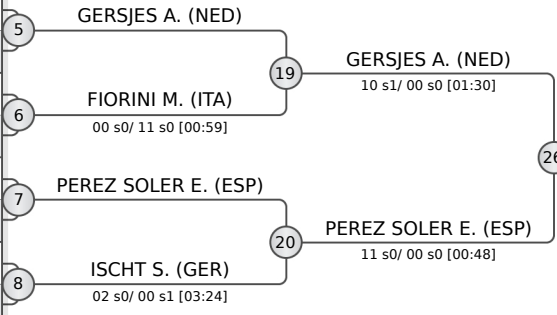 GERSJES A. (NED)
5
GERSJES A. (NED)
19
10 s1/ 00 s0 [01:30]
FIORINI M. (ITA)
6
00 s0/ 11 s0 [00:59]
26
PEREZ SOLER E. (ESP)
7
PEREZ SOLER E. (ESP)
20
11 s0/ 00 s0 [00:48]
ISCHT S. (GER)
8
02 s0/ 00 s1 [03:24]